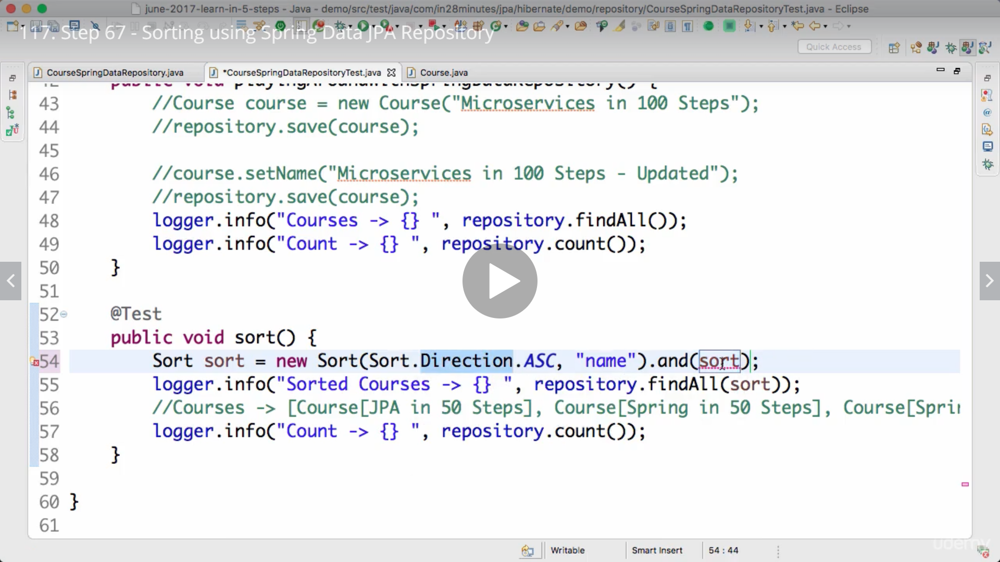 june-2017-learn-in-5-steps - Java - demo/src/test/java/com/in28minutes/jpa/hibernate/demo/repository/CourseSpringDataRepositoryTest.java - Eclipse
117. Step 67 - Sorting using Spring Data JPA Repository
Quick Access
CourseSpringDataRepository.java *CourseSpringDataRepositoryTest.java Course.java
42 public void playingAroundWithSpringDataRepository() {
43 //Course course = new Course("Microservices in 100 Steps");
44 //repository.save(course);
45
46 //course.setName("Microservices in 100 Steps - Updated");
47 //repository.save(course);
48 logger.info("Courses -> {} ", repository.findAll());
49 logger.info("Count -> {} ", repository.count());
50 }
51
52 @Test
53 public void sort() {
54 Sort sort = new Sort(Sort.Direction.ASC, "name").and(sort);
55 logger.info("Sorted Courses -> {} ", repository.findAll(sort));
56 //Courses -> [Course[JPA in 50 Steps], Course[Spring in 50 Steps], Course[Sprin
57 logger.info("Count -> {} ", repository.count());
58 }
59
60 }
61
Writable Smart Insert 54 : 44
udemy